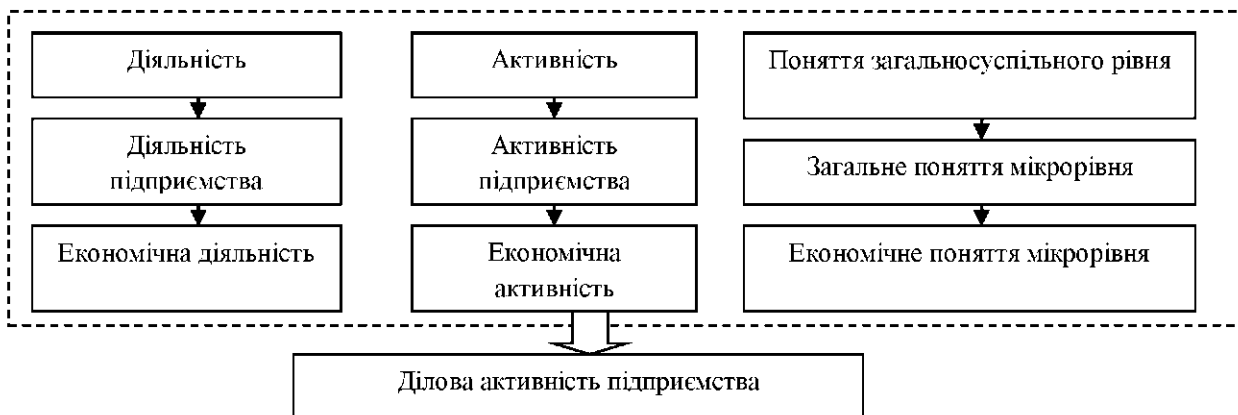 Діяльність
Активність
Поняття загальносуспільного рівня
Діяльність
підприємства
Активність
підприємства
Загальне поняття мікрорівня
Економічна діяльність
Економічна
активність
Економічне поняття мікрорівня
Ділова активність підприємства